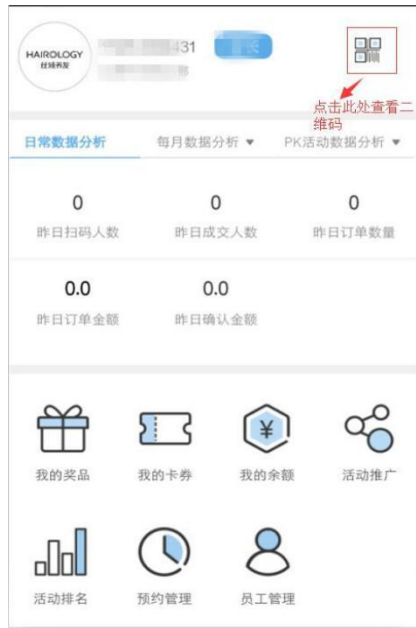 HAIROLOGY
丝域养发
431
长
部
点击此处查看二
维码
日常数据分析 每月数据分析 ▼ PK活动数据分析 ▼
0 0 0
昨日扫码人数 昨日成交人数 昨日订单数量
0.0 0.0
昨日订单金额 昨日确认金额
¥
我的奖品 我的卡券 我的余额 活动推广
活动排名 预约管理 员工管理